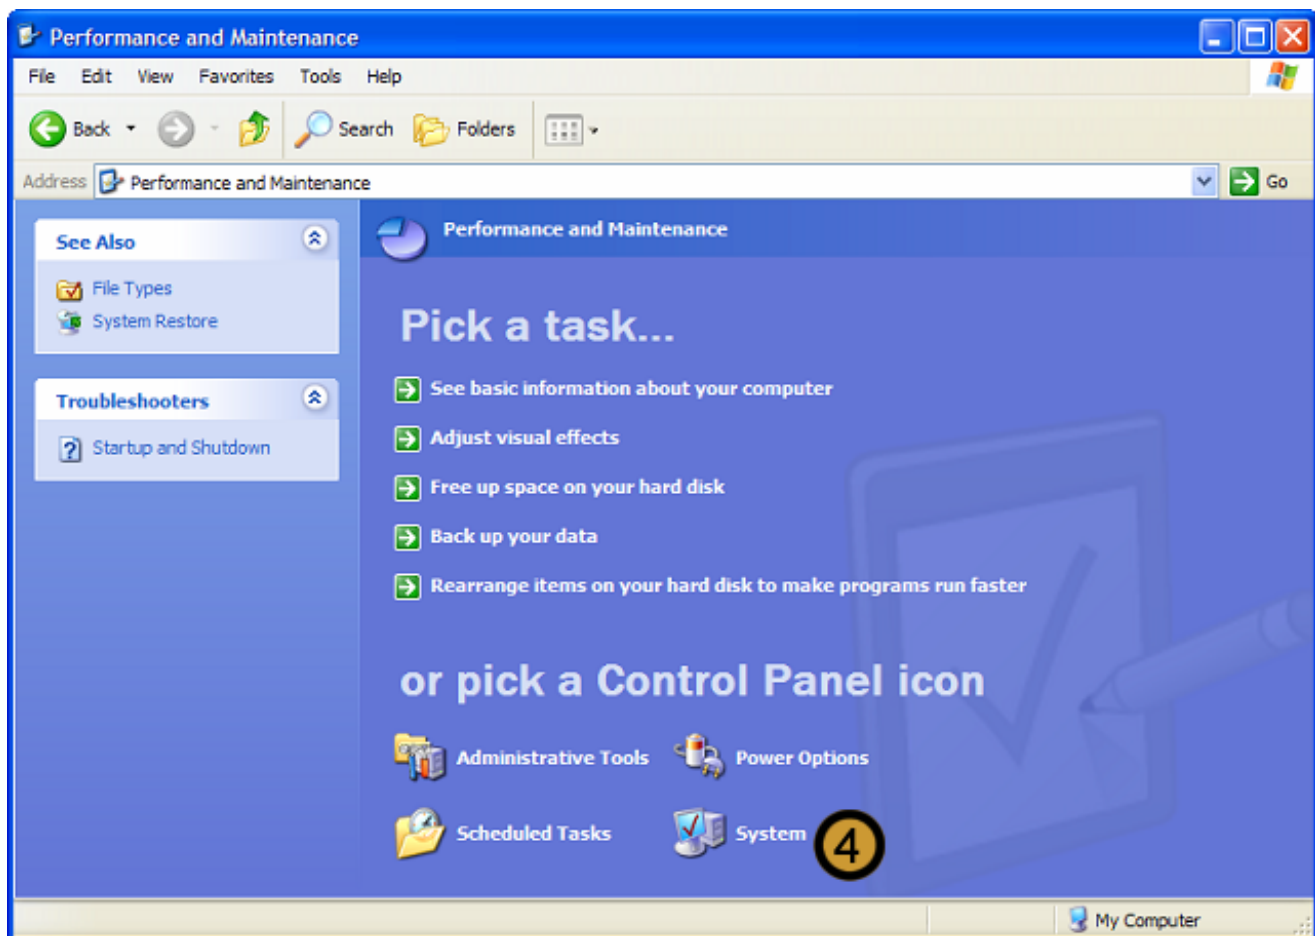 Performance and Maintenance
File Edit View Favorites Tools Help
Back Search Folders
Address Performance and Maintenance Go
See Also
File Types
System Restore
Troubleshooters
Startup and Shutdown
Performance and Maintenance
Pick a task...
See basic information about your computer
Adjust visual effects
Free up space on your hard disk
Back up your data
Rearrange items on your hard disk to make programs run faster
or pick a Control Panel icon
Administrative Tools Power Options
Scheduled Tasks System 4
My Computer